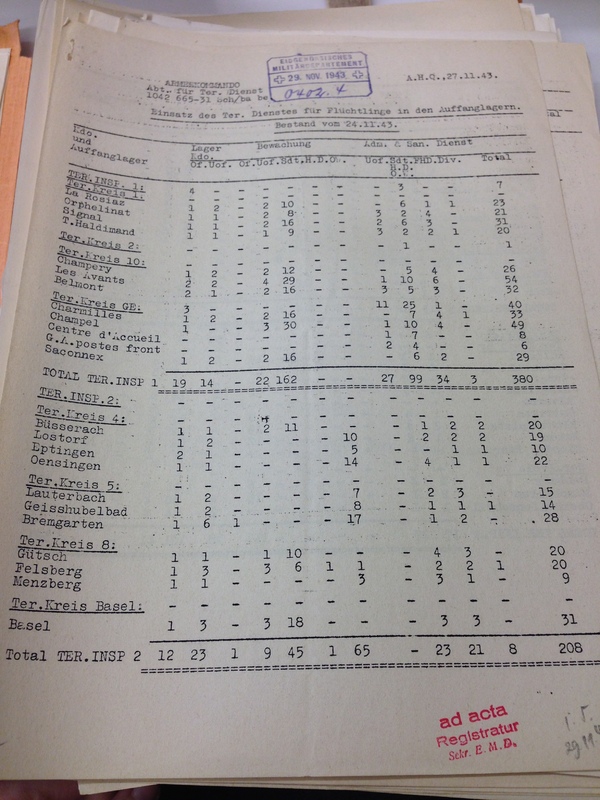 EIDGENÖSSISCHES
MILITÄRDEPARTEMENT
29. NOV. 1943
0402.4
ARMEEKOMMANDO
Abt. für Ter. Dienst
1042 665-31 Sch/ba be
A.H.Q., 27.11.43.
Einsatz des Ter. Dienstes für Flüchtlinge in den Auffanglagern.
Bestand vom 24.11.43.
Kdo. und Auffanglager Lager Kdo. Bewachung Adm. & San. Dienst Total
Of. Uof. Of. Uof. Sdt. H.D. Uof. Sdt. FHD. Div.
TER.INSP. 1:
Ter.Kreis 1: 4 - - - - - - - 3 - - 7
La Rosiaz 1 2 - 2 10 - - - 6 1 1 23
Orphelinat 1 1 - 2 8 - - 3 2 4 - 21
Signal 1 1 - 2 16 - - 2 6 3 - 31
T.Haldimand 1 1 - 1 9 - - 3 2 2 1 20
Ter.Kreis 2: - - - - - - - - 1 - - 1
Ter.Kreis 10: - - - - - - - - - - - -
Champery 1 2 - 2 12 - - - 5 4 - 26
Les Avants 2 2 - 4 29 - - 1 10 6 - 54
Belmont 2 1 - 2 16 - - 3 5 3 - 32
Ter.Kreis GE: 3 - - - - - - 11 25 1 - 40
Charmilles 1 2 - 2 16 - - - 7 4 1 33
Champel 1 - - 3 30 - - 1 10 4 - 49
Centre d'Accueil - - - - - - - 1 7 - - 8
G.A.postes front - - - - - - - 2 4 - - 6
Saconnex 1 2 - 2 16 - - - 6 2 - 29
TOTAL TER.INSP 1 19 14 - 22 162 - - 27 99 34 3 380
TER.INSP.2: - - - - - - - - - - - -
Ter.Kreis 4: - - - - - - - - - - - -
Büsserach 1 1 - 2 11 - - - 1 2 2 20
Lostorf 1 2 - - - - 10 - 2 2 2 19
Eptingen 2 1 - - - - 5 - - 1 1 10
Oensingen 1 1 - - - - 14 - 4 1 1 22
Ter.Kreis 5: - - - - - - - - - - - -
Lauterbach 1 2 - - - - 7 - 2 3 - 15
Geisshubelbad 1 2 - - - - 8 - 1 1 1 14
Bremgarten 1 6 1 - - - 17 - 1 2 - 28
Ter.Kreis 8: - - - - - - - - - - - -
Gütsch 1 1 - 1 10 - - - 4 3 - 20
Felsberg 1 3 - 3 6 1 1 - 2 2 1 20
Menzberg 1 1 - - - - 3 - 3 1 - 9
Ter.Kreis Basel: - - - - - - - - - - - -
Basel 1 3 - 3 18 - - - 3 3 - 31
Total TER.INSP 2 12 23 1 9 45 1 65 - 23 21 8 208
ad acta
Registratur
Sekr. E. M. D.